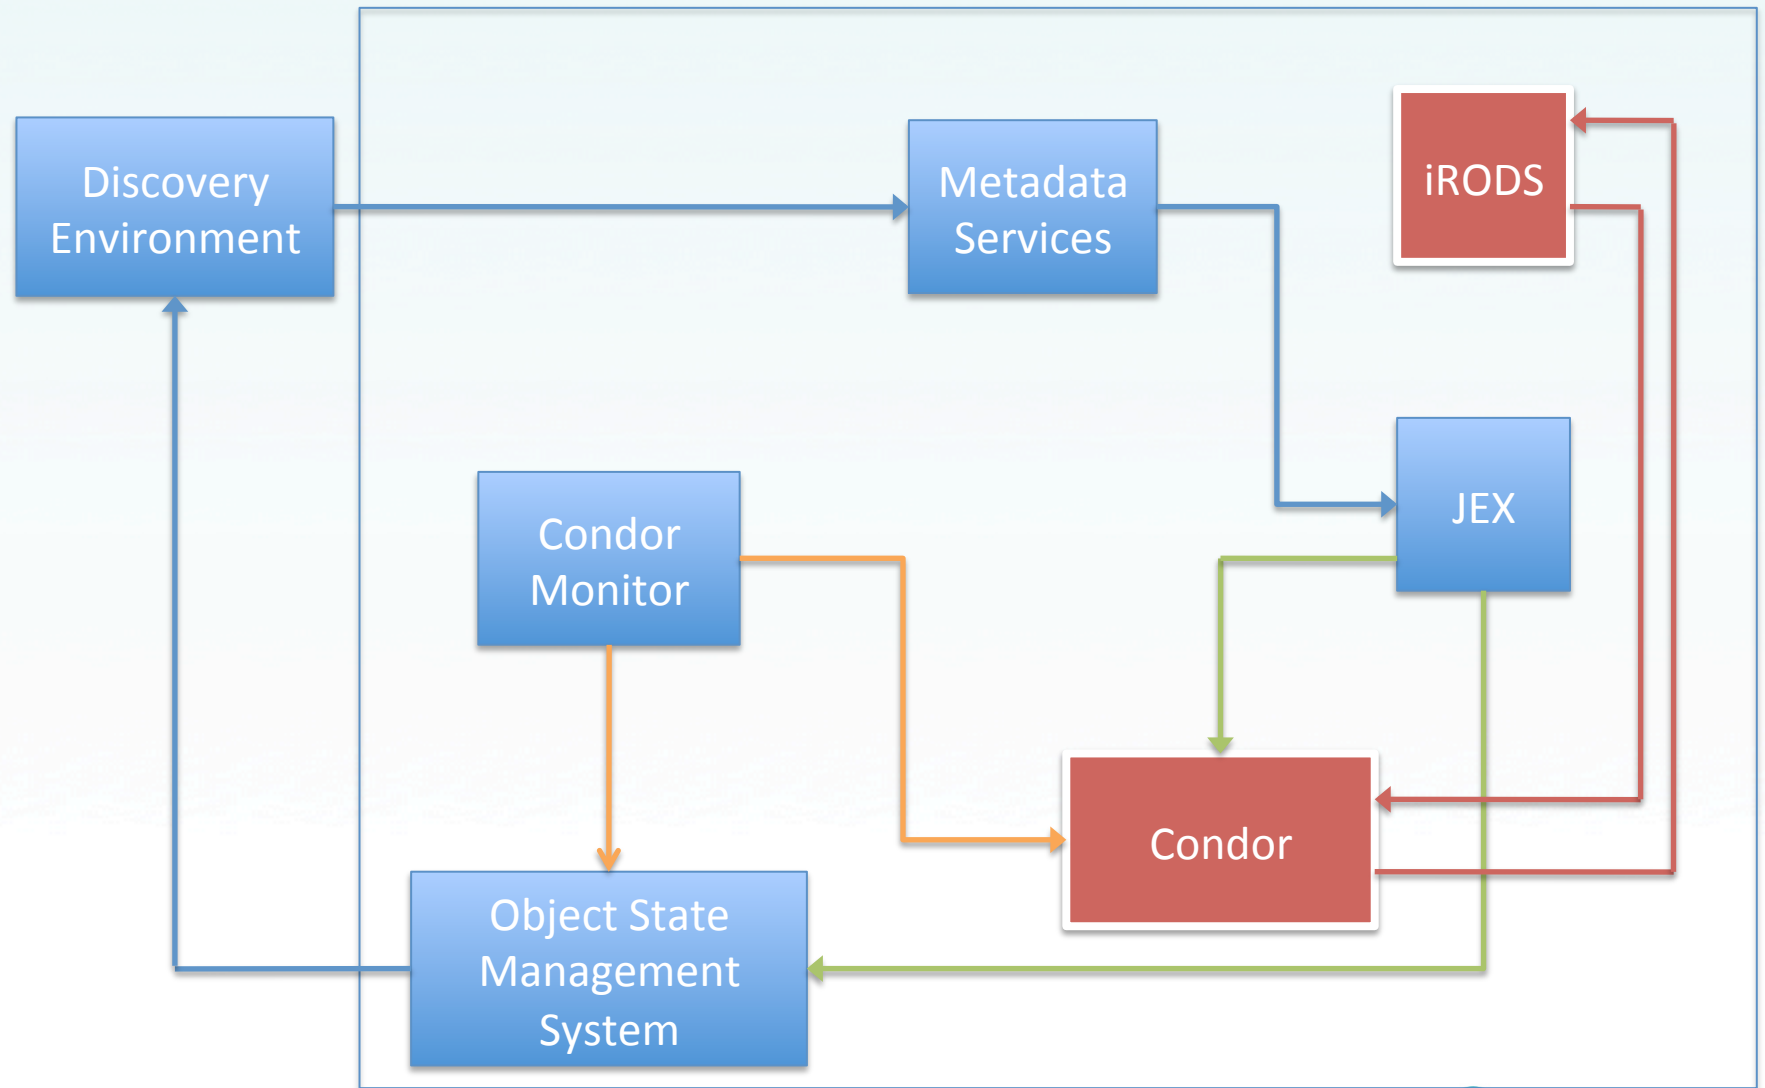 Discovery
Environment
Metadata
Services
iRODS
Condor
Monitor
JEX
Condor
Object State
Management
System